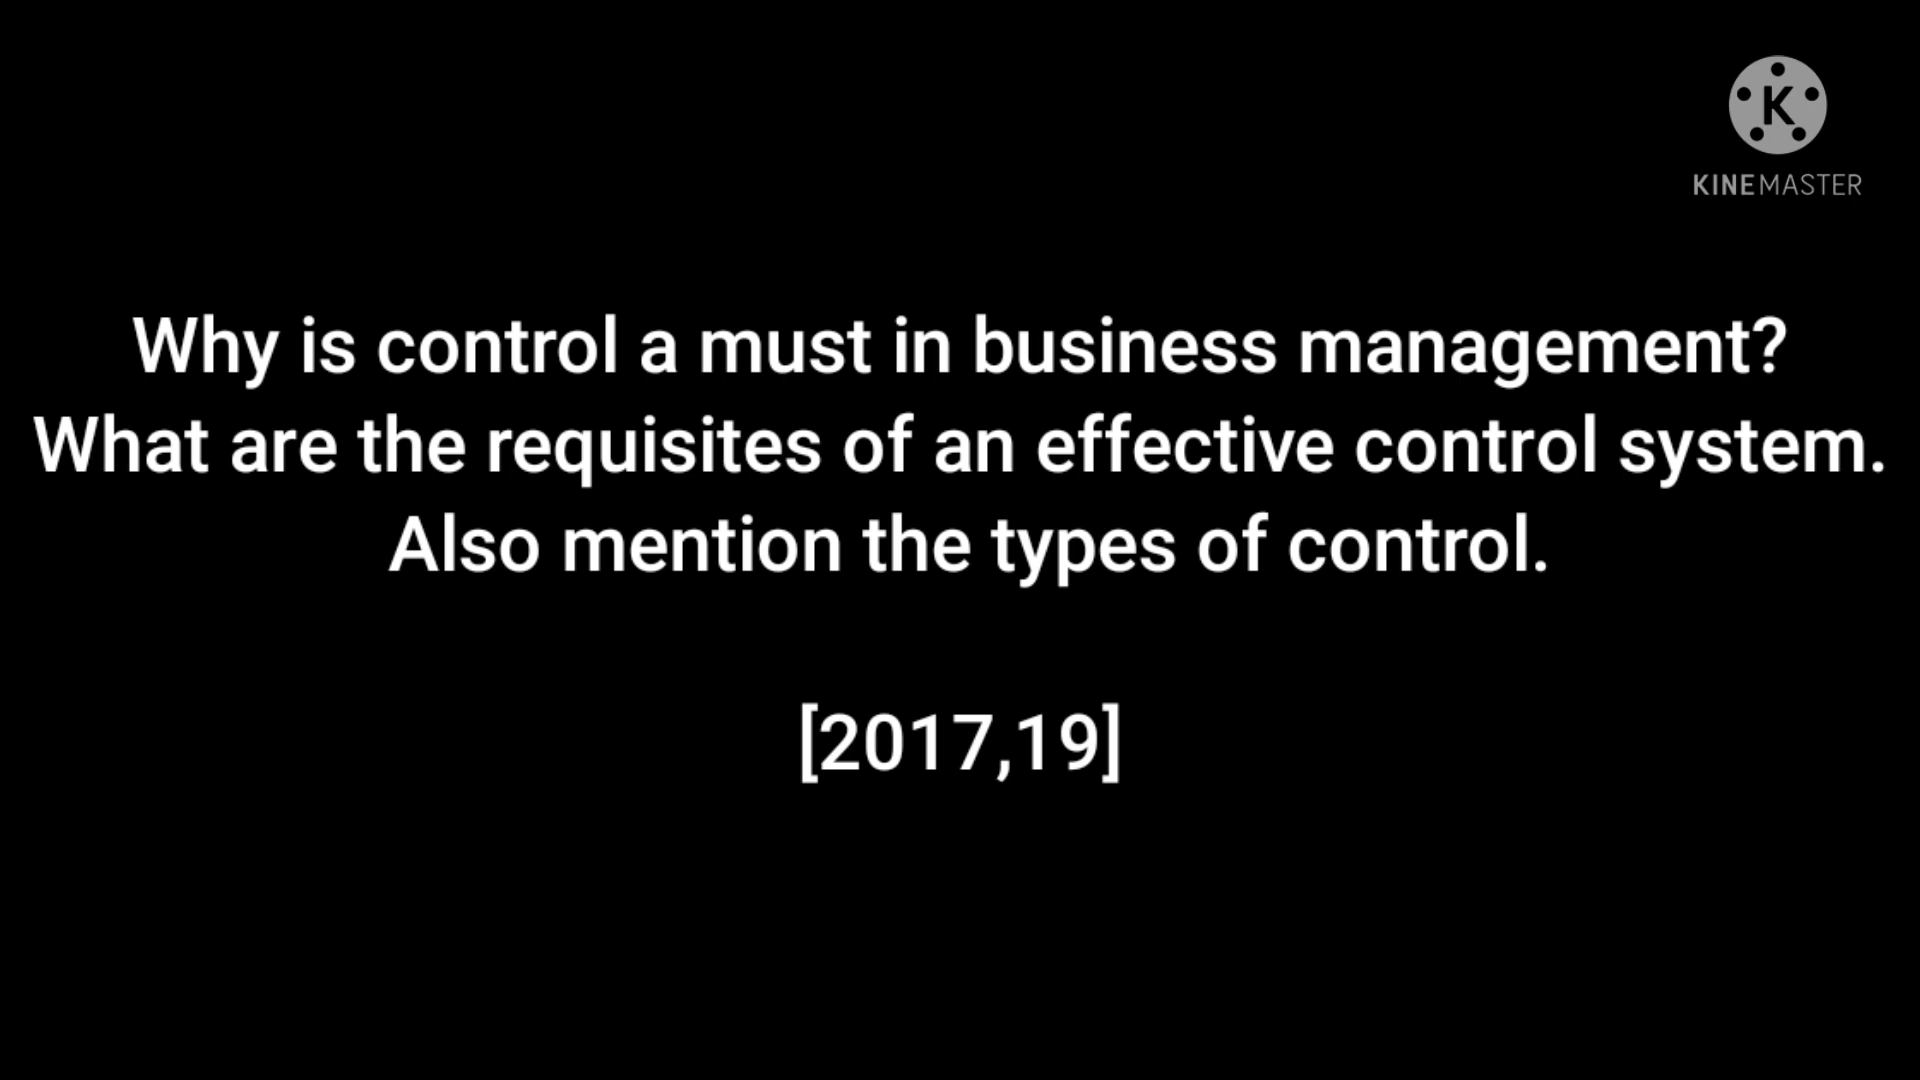 K
KINEMASTER
Why is control a must in business management?
What are the requisites of an effective control system.
Also mention the types of control.
[2017,19]